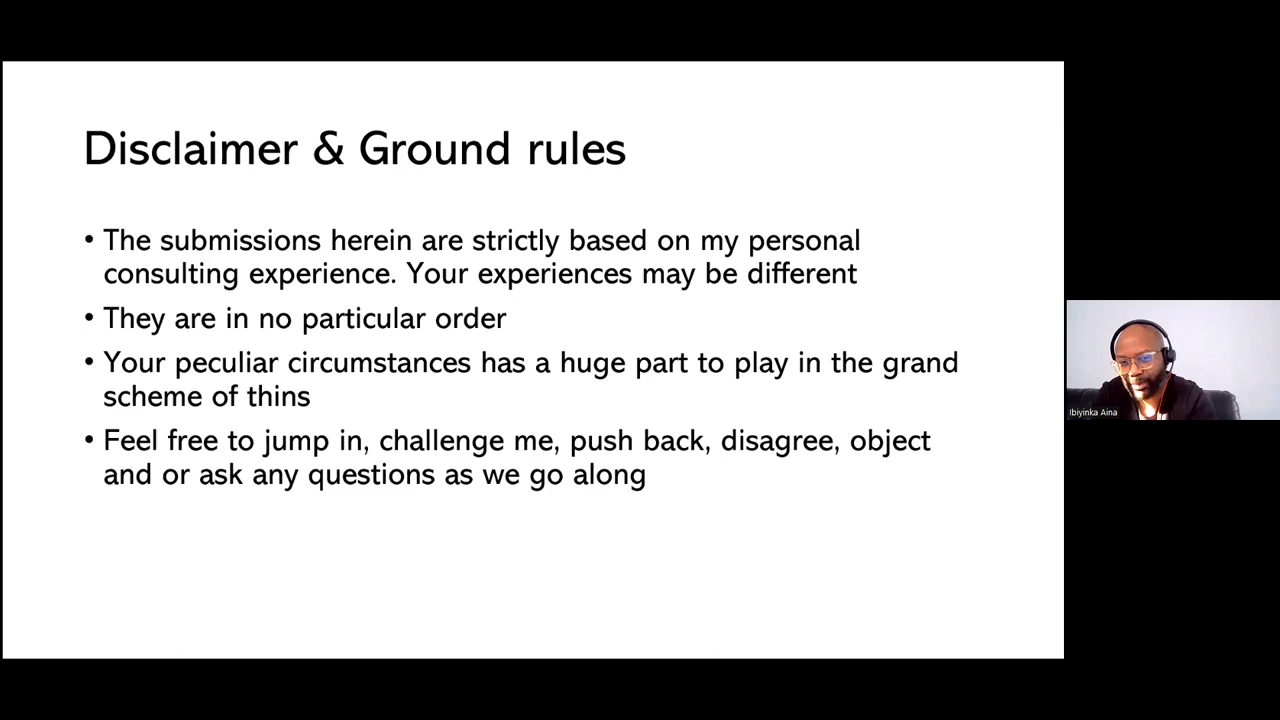 Disclaimer & Ground rules
• The submissions herein are strictly based on my personal
consulting experience. Your experiences may be different
• They are in no particular order
• Your peculiar circumstances has a huge part to play in the grand
scheme of thins
• Feel free to jump in, challenge me, push back, disagree, object
and or ask any questions as we go along
Ibiyinka Aina